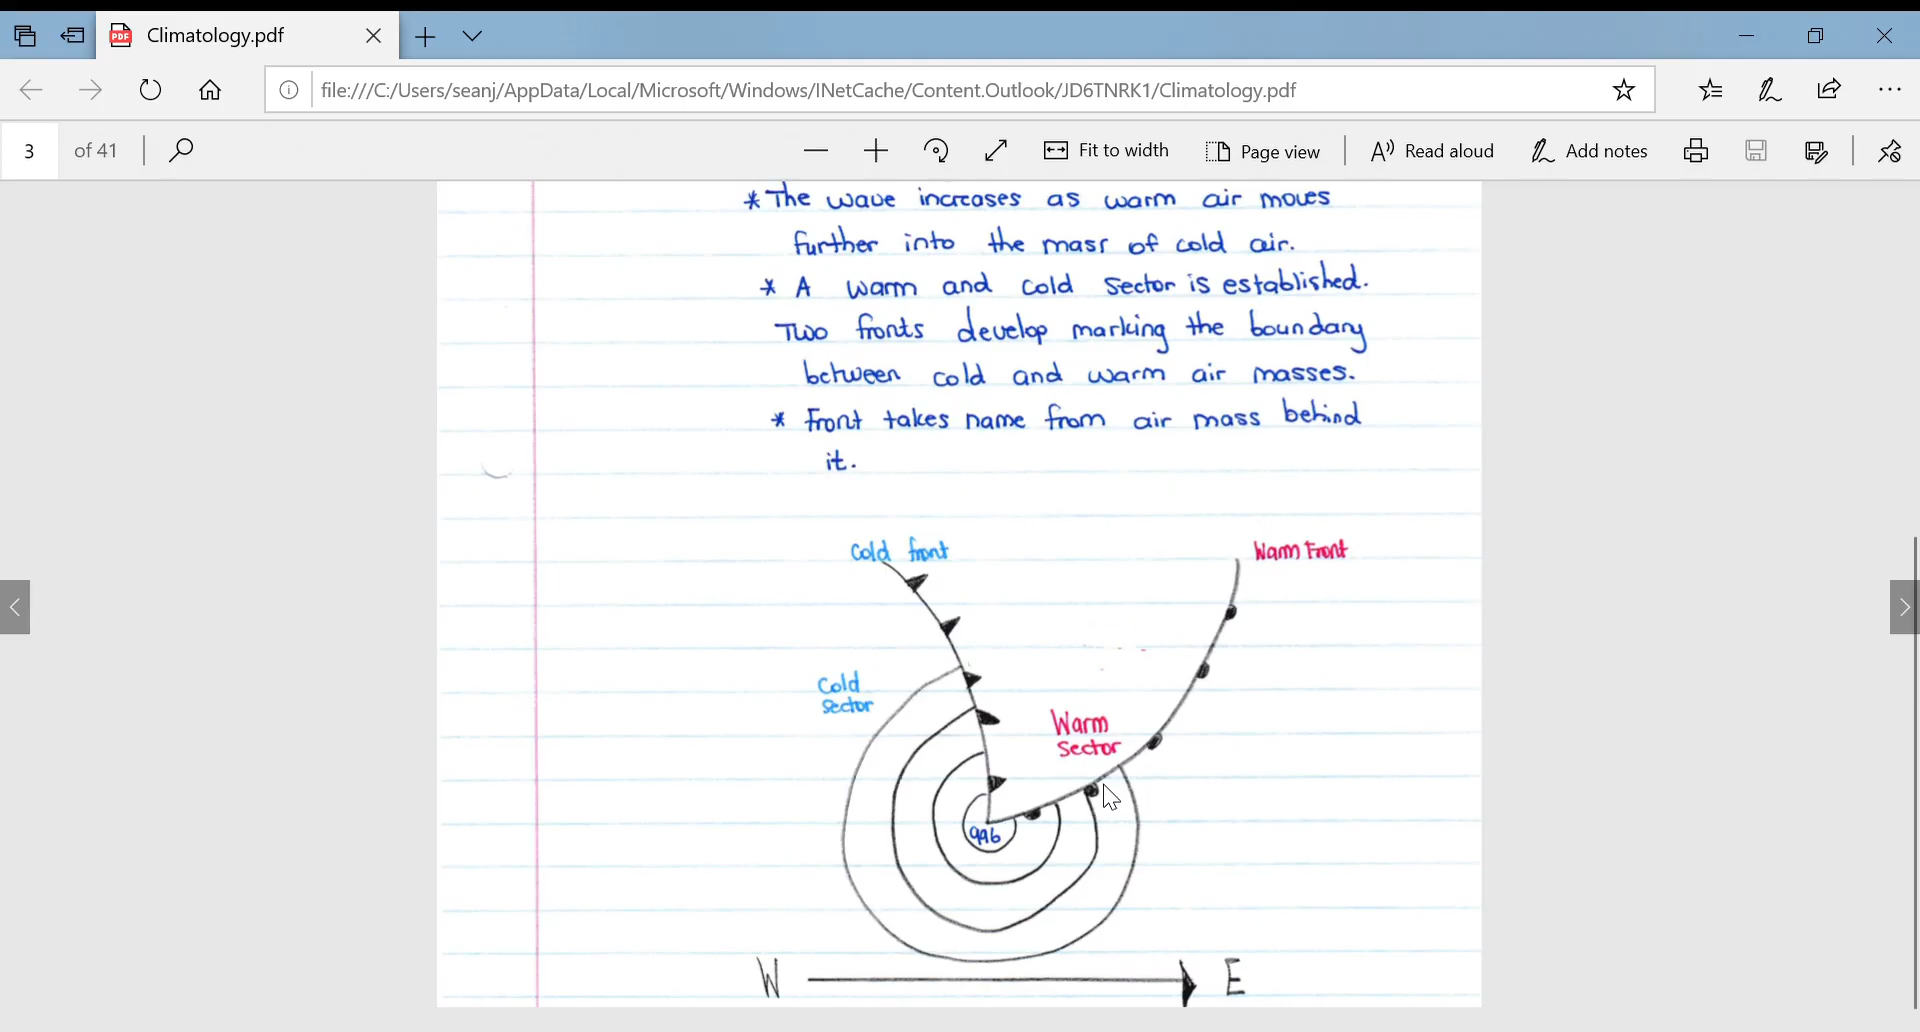 Climatology.pdf
file:///C:/Users/seanj/AppData/Local/Microsoft/Windows/INetCache/Content.Outlook/JD6TNRK1/Climatology.pdf
3 of 41
Fit to width
Page view
Read aloud
Add notes
* The wave increases as warm air moves
further into the mass of cold air.
* A warm and cold sector is established.
Two fronts develop marking the boundary
between cold and warm air masses.
* Front takes name from air mass behind
it.
Cold front
Warm Front
Cold
sector
Warm
Sector
996
W E